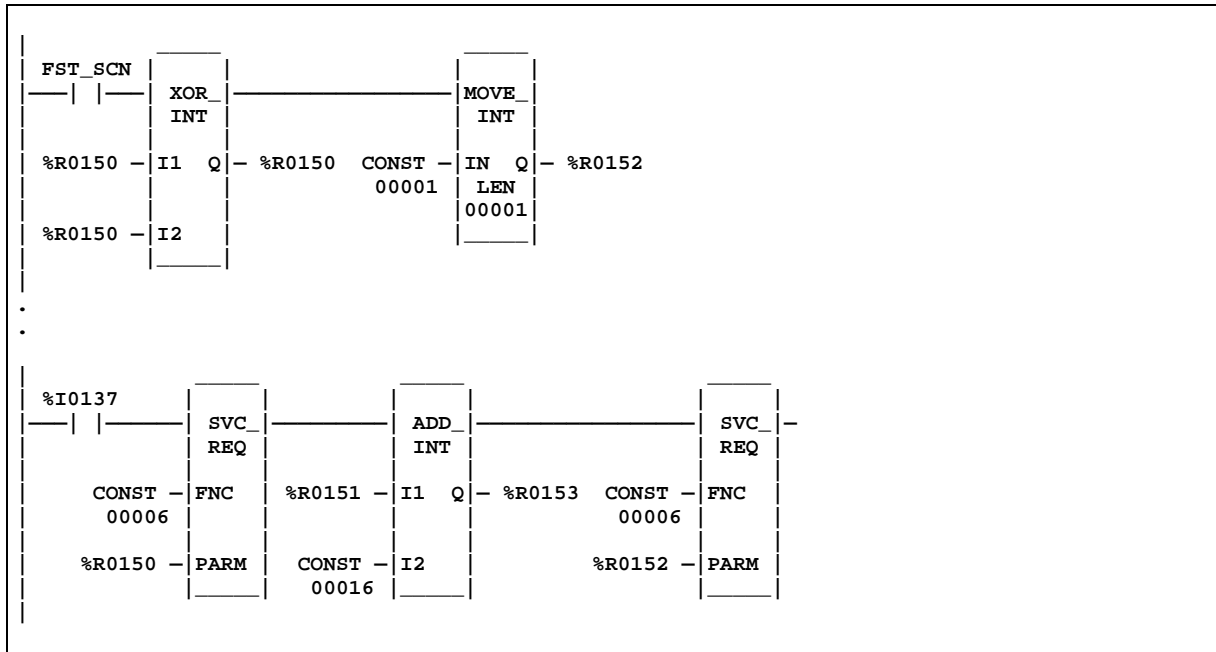 FST_SCN
XOR_ MOVE_
INT INT
%R0150 I1 Q %R0150 CONST IN Q %R0152
00001 LEN
00001
%R0150 I2
%I0137
SVC_ ADD_ SVC_
REQ INT REQ
CONST FNC %R0151 I1 Q %R0153 CONST FNC
00006 00006
%R0150 PARM CONST I2 %R0152 PARM
00016